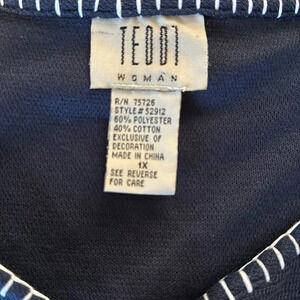 TEDDI
WOMAN
R/N 75726
STYLE# 52912
60% POLYESTER
40% COTTON
EXCLUSIVE OF
DECORATION
MADE IN CHINA
1X
SEE REVERSE
FOR CARE